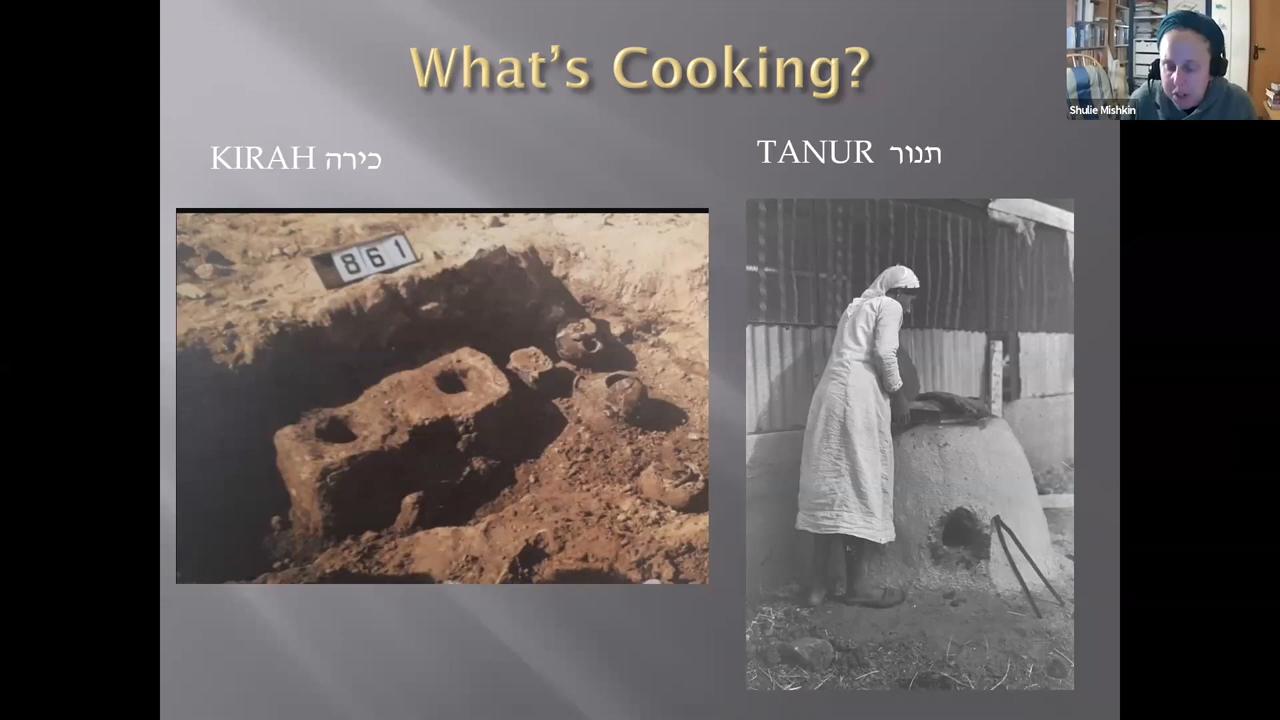 What's Cooking?
Shulie Mishkin
KIRAH כירה
TANUR תנור
861